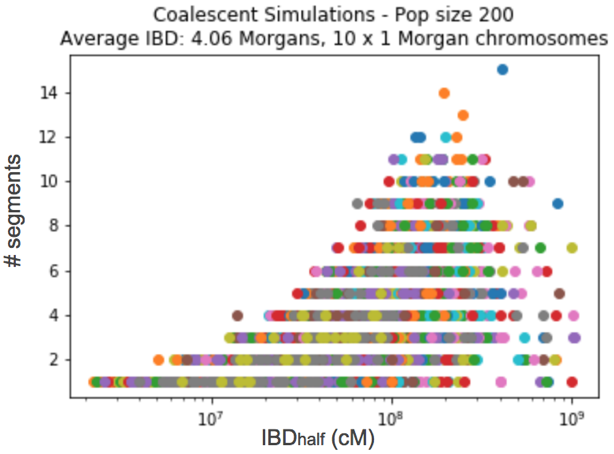 Coalescent Simulations - Pop size 200
Average IBD: 4.06 Morgans, 10 x 1 Morgan chromosomes
# segments
14
12
10
8
6
4
2
10⁷ 10⁸ 10⁹
IBDhalf (cM)